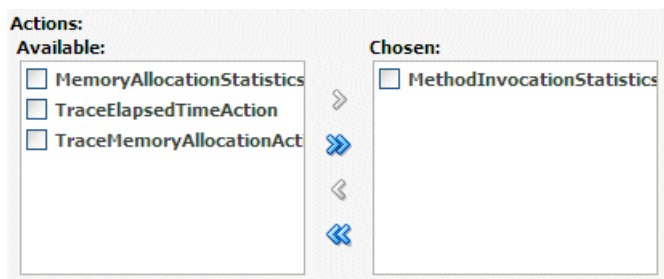 Actions:
Available:
Chosen:
MemoryAllocationStatistics
TraceElapsedTimeAction
TraceMemoryAllocationAct
MethodInvocationStatistics